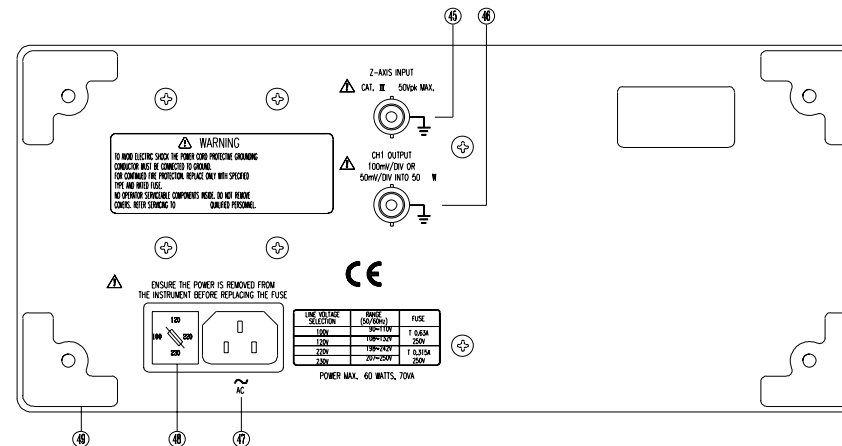 45 46
Z-AXIS INPUT
CAT. II 50Vpk MAX.
CH1 OUTPUT
100mV/DIV OR
50mV/DIV INTO 50 W
WARNING
TO AVOID ELECTRIC SHOCK THE POWER CORD PROTECTIVE GROUNDING
CONDUCTOR MUST BE CONNECTED TO GROUND.
FOR CONTINUED FIRE PROTECTION. REPLACE ONLY WITH SPECIFIED
TYPE AND RATED FUSE.
NO OPERATOR SERVICEABLE COMPONENTS INSIDE. DO NOT REMOVE
COVERS. REFER SERVICING TO QUALIFIED PERSONNEL.
CE
ENSURE THE POWER IS REMOVED FROM
THE INSTRUMENT BEFORE REPLACING THE FUSE
120
100 220
230
AC
LINE VOLTAGE SELECTION RANGE (50/60Hz) FUSE
100V 90~110V T 0.63A 250V
120V 108~132V
220V 198~242V T 0.315A 250V
230V 207~250V
POWER MAX. 60 WATTS, 70VA
49 48 47